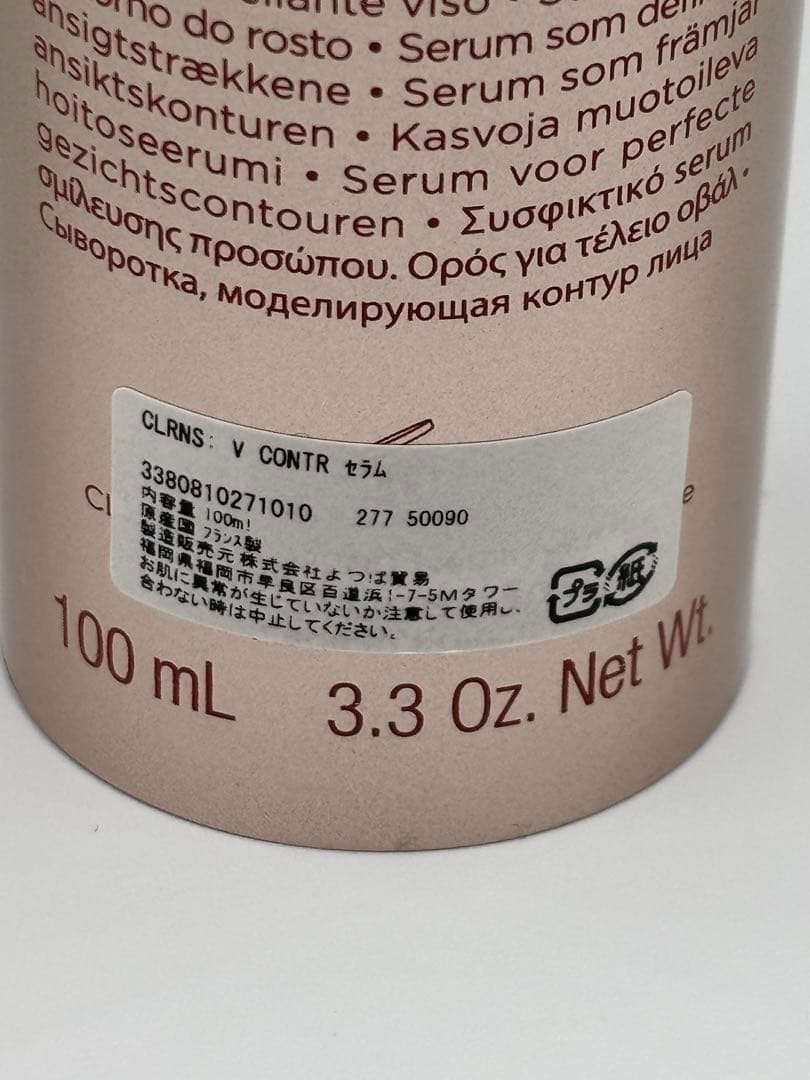 do rosto • Serum som
ansigtstrækkene • Serum som
ansiktskonturen • Kasvoja muotoileva
hoitoseerumi • Serum voor perfecte
gezichtscontouren • Συσφικτικό serum
σμίλευσης προσώπου. Ορός για τέλειο οβάλ •
Сыворотка, моделирующая контур лица
CLRNS: V CONTR セラム
3380810271010 277 50090
内容量 100ml
原産国 フランス製
製造販売元株式会社よつば貿易
福岡県福岡市早良区百道浜1-7-5Mタワー
お肌に異常が生じていないか注意して使用し、
合わない時は中止してください。
プラ 紙
100 mL 3.3 Oz. Net Wt.